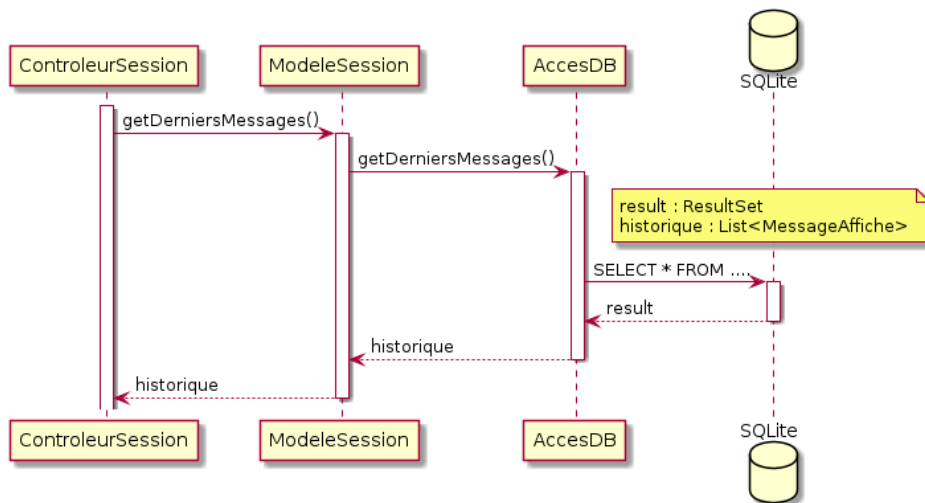 ControleurSession
ModeleSession
AccesDB
SQLite
getDerniersMessages()
getDerniersMessages()
result : ResultSet
historique : List<MessageAffiche>
SELECT * FROM ....
result
historique
historique
ControleurSession
ModeleSession
AccesDB
SQLite